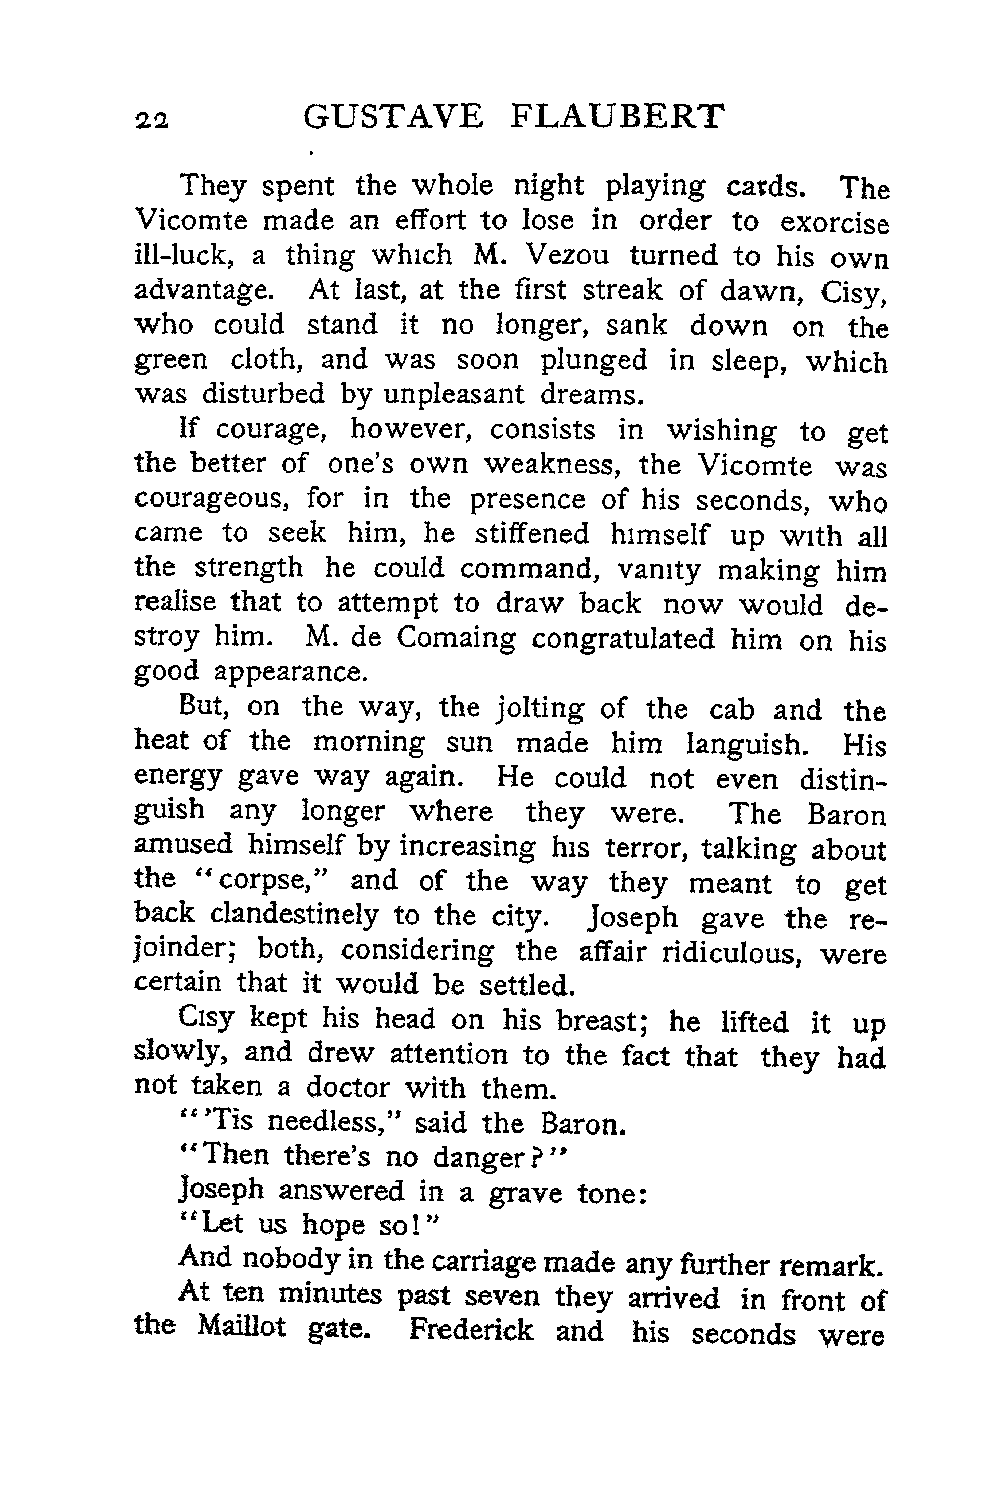 22 GUSTAVE FLAUBERT
They spent the whole night playing cards. The
Vicomte made an effort to lose in order to exorcise
ill-luck, a thing which M. Vezou turned to his own
advantage. At last, at the first streak of dawn, Cisy,
who could stand it no longer, sank down on the
green cloth, and was soon plunged in sleep, which
was disturbed by unpleasant dreams.
If courage, however, consists in wishing to get
the better of one's own weakness, the Vicomte was
courageous, for in the presence of his seconds, who
came to seek him, he stiffened himself up with all
the strength he could command, vanity making him
realise that to attempt to draw back now would de-
stroy him. M. de Comaing congratulated him on his
good appearance.
But, on the way, the jolting of the cab and the
heat of the morning sun made him languish. His
energy gave way again. He could not even distin-
guish any longer where they were. The Baron
amused himself by increasing his terror, talking about
the "corpse," and of the way they meant to get
back clandestinely to the city. Joseph gave the re-
joinder; both, considering the affair ridiculous, were
certain that it would be settled.
Cisy kept his head on his breast; he lifted it up
slowly, and drew attention to the fact that they had
not taken a doctor with them.
"'Tis needless," said the Baron.
"Then there's no danger?"
Joseph answered in a grave tone:
"Let us hope so!"
And nobody in the carriage made any further remark.
At ten minutes past seven they arrived in front of
the Maillot gate. Frederick and his seconds were